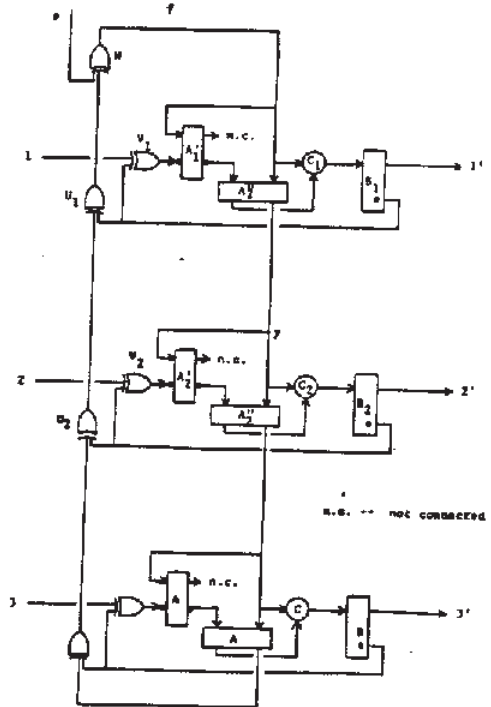 f
W
V1
A1' n.c.
1
C1
B1
e
1'
U1
A2"
y
V2
A2' n.c.
2
C2
B2
e
2'
U2
A2"
n.c. -- not connected
A n.c.
3
C
B
e
3'
A